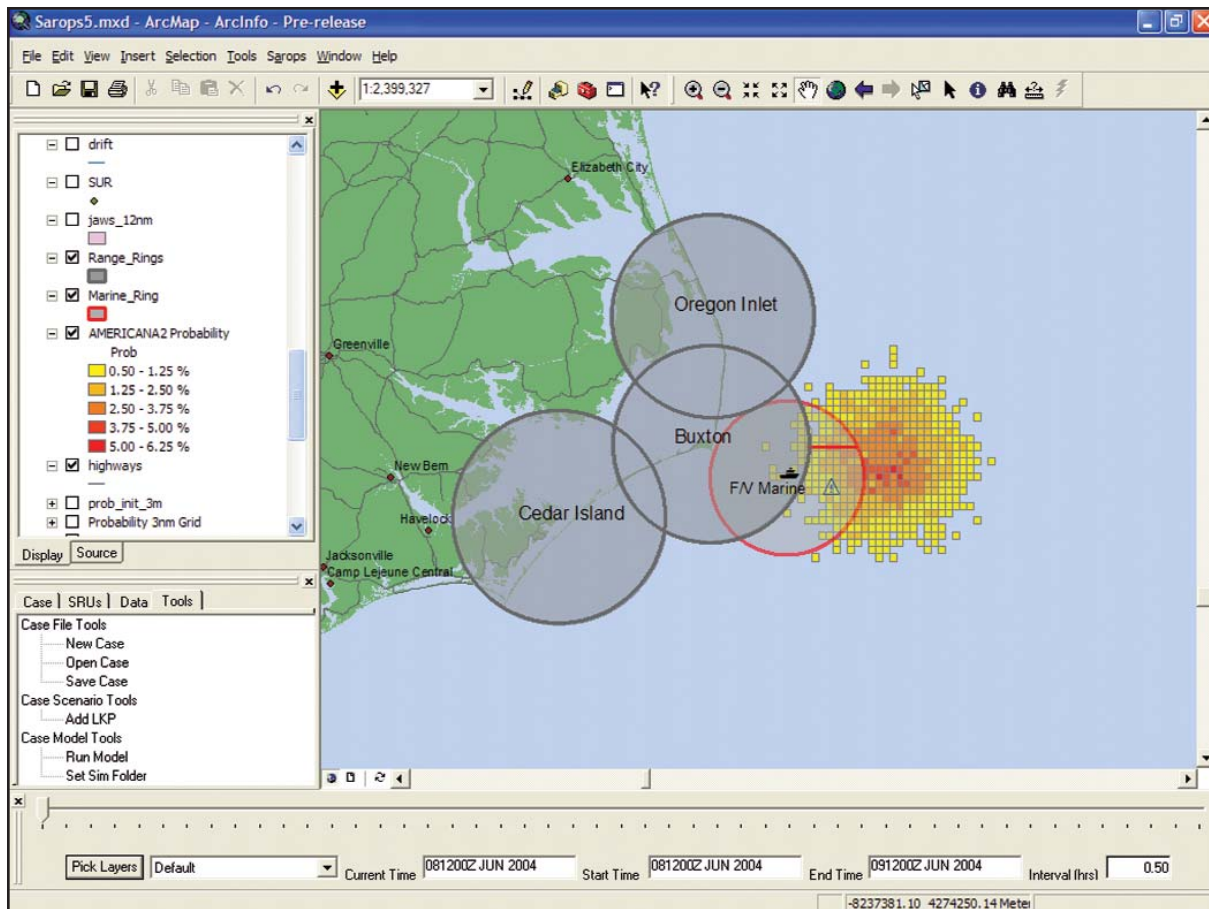 Sarops5.mxd - ArcMap - ArcInfo - Pre-release
File Edit View Insert Selection Tools Sarops Window Help
1:2,399,327
drift
SUR
jaws_12nm
Range_Rings
Marine_Ring
AMERICANA2 Probability
Prob
0.50 - 1.25 %
1.25 - 2.50 %
2.50 - 3.75 %
3.75 - 5.00 %
5.00 - 6.25 %
highways
prob_init_3m
Probability 3nm Grid
Display Source
Case SRUs Data Tools
Case File Tools
New Case
Open Case
Save Case
Case Scenario Tools
Add LKP
Case Model Tools
Run Model
Set Sim Folder
Elizabeth City
Oregon Inlet
Greenville
Buxton
New Bern
F/V Marine
Cedar Island
Havelock
Jacksonville
Camp Lejeune Central
Pick Layers Default Current Time 081200Z JUN 2004 Start Time 081200Z JUN 2004 End Time 091200Z JUN 2004 Interval (hrs) 0.50
-8237381.10 4274250.14 Meter